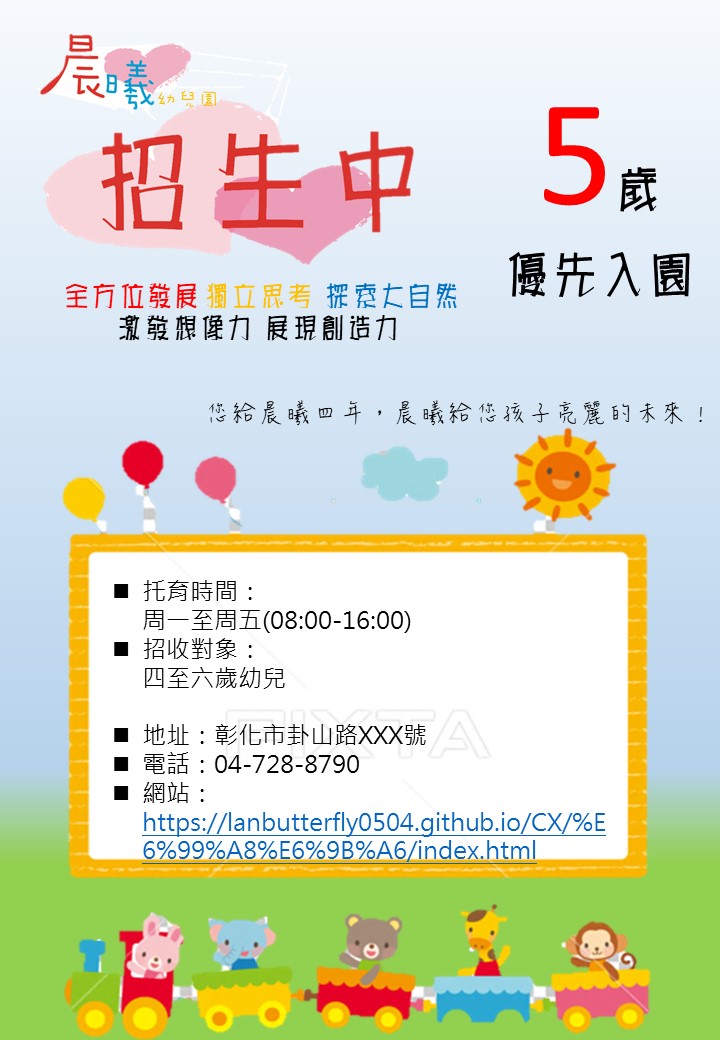 晨曦幼兒園
招生中
5歲
優先入園
全方位發展 獨立思考 探索大自然
激發想像力 展現創造力
您給晨曦四年，晨曦給您孩子亮麗的未來！
■ 托育時間：
周一至周五(08:00-16:00)
■ 招收對象：
四至六歲幼兒
PIXTA
■ 地址：彰化市卦山路XXX號
■ 電話：04-728-8790
■ 網站：
https://lanbutterfly0504.github.io/CX/%E
6%99%A8%E6%9B%A6/index.html